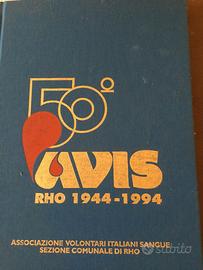 50°
AVIS
RHO 1944-1994
ASSOCIAZIONE VOLONTARI ITALIANI SANGUE
SEZIONE COMUNALE DI RHO
subito